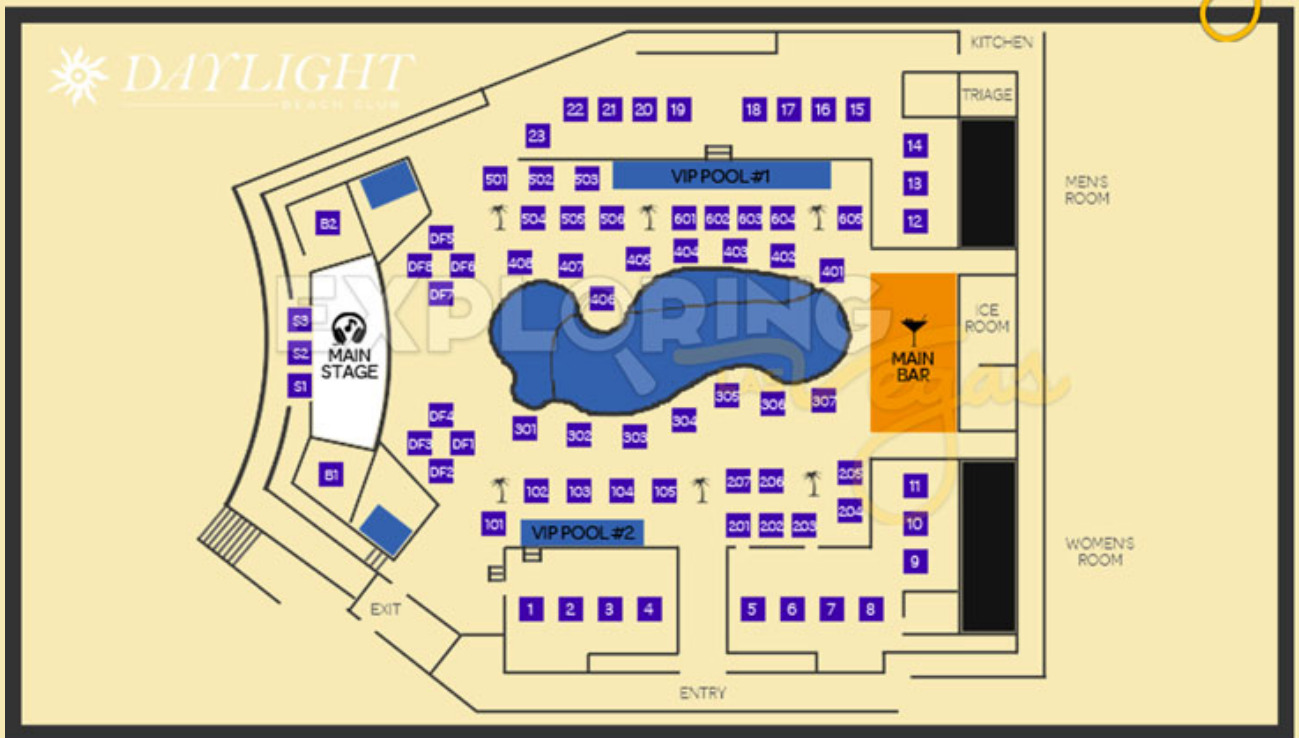 DAYLIGHT
BEACH CLUB
KITCHEN
TRIAGE
22 21 20 19 18 17 16 15
23
14
13
12
MEN'S
ROOM
501 502 503
VIP POOL #1
504 505 506 601 602 603 604 605
B2
DF5
DF8 DF6
DF7
408 407 405 404 403 402 401
406
EXPLORING
Vegas
S3
S2
S1
MAIN
STAGE
MAIN
BAR
ICE
ROOM
305 306 307
301 302 303 304
DF4
DF3 DF1
DF2
B1
102 103 104 105
207 206 205
101
VIP POOL #2
201 202 203 204
11
10
9
WOMEN'S
ROOM
1 2 3 4
5 6 7 8
EXIT
ENTRY